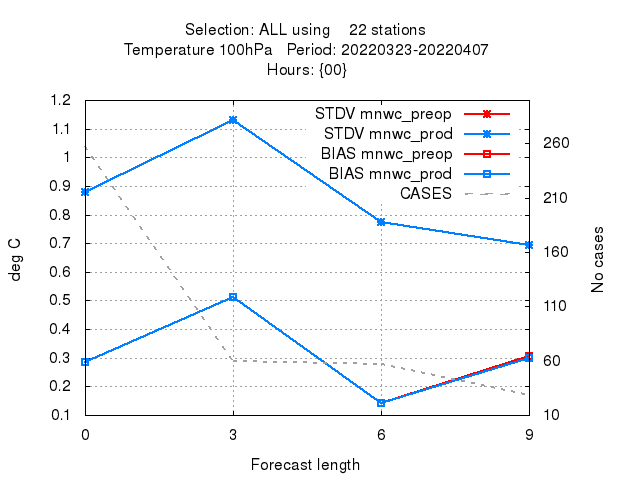 Selection: ALL using 22 stations
Temperature 100hPa Period: 20220323-20220407
Hours: {00}
STDV mnwc_preop
STDV mnwc_prod
BIAS mnwc_preop
BIAS mnwc_prod
CASES
1.2
1.1
1
0.9
0.8
0.7
0.6
0.5
0.4
0.3
0.2
0.1
deg C
260
210
160
110
60
10
No cases
0 3 6 9
Forecast length